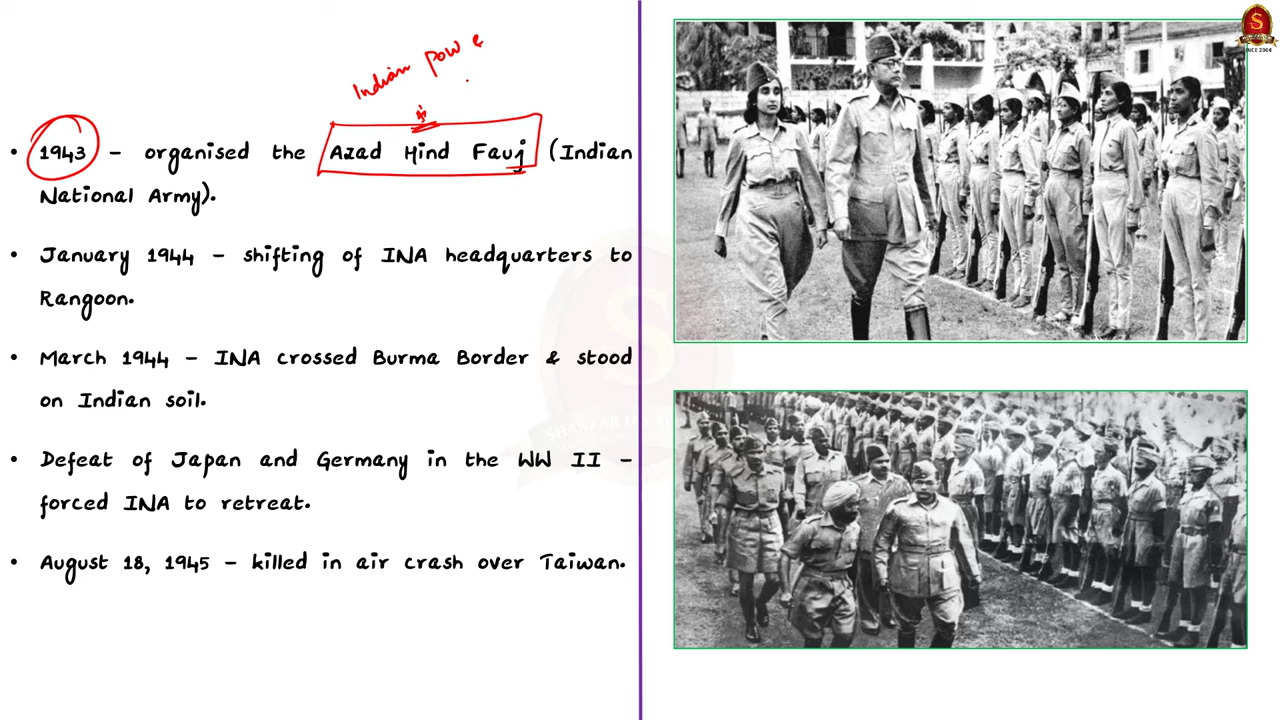 Indian POW
• 1943 – organised the Azad Hind Fauj (Indian
National Army).
• January 1944 – shifting of INA headquarters to
Rangoon.
• March 1944 – INA crossed Burma Border & stood
on Indian soil.
• Defeat of Japan and Germany in the WW II –
forced INA to retreat.
• August 18, 1945 – killed in air crash over Taiwan.
S
SINCE 2004
S